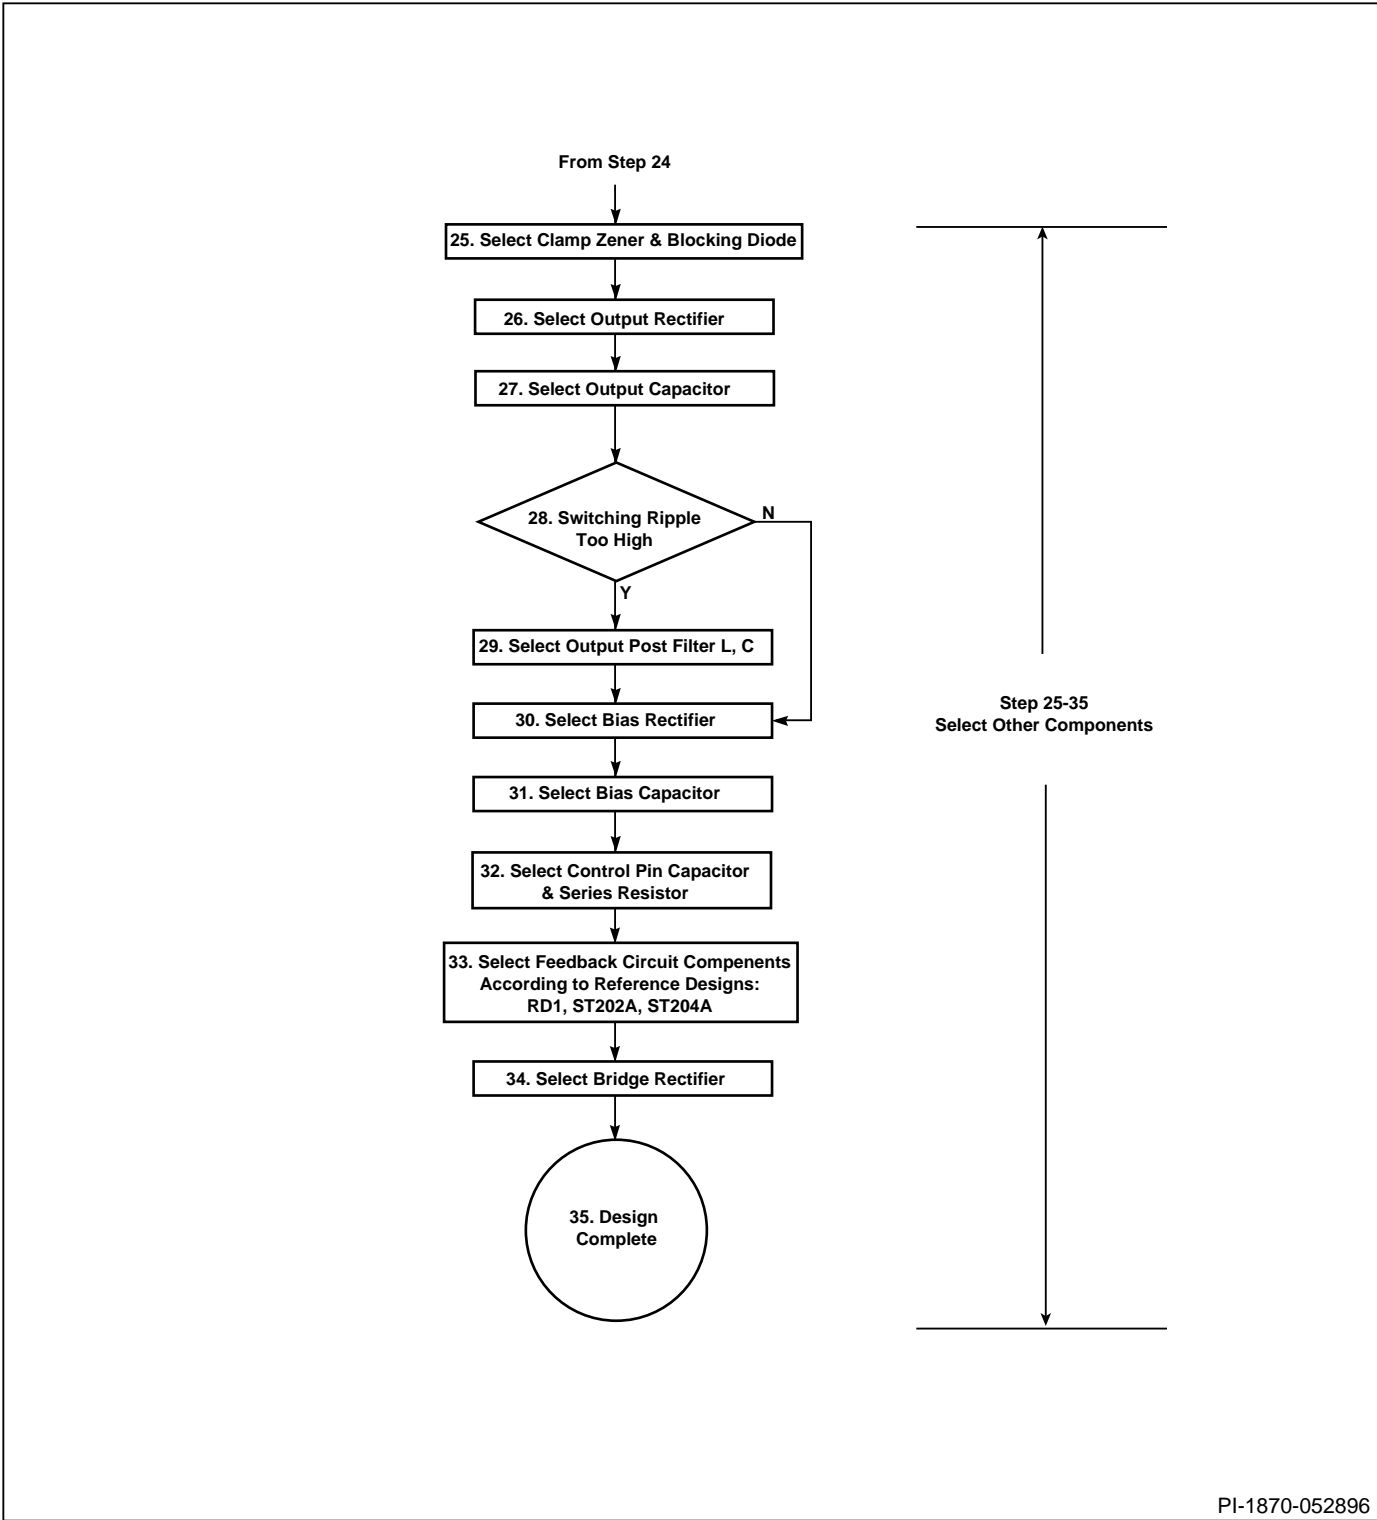 From Step 24
25. Select Clamp Zener & Blocking Diode
26. Select Output Rectifier
27. Select Output Capacitor
28. Switching Ripple
Too High
N
Y
29. Select Output Post Filter L, C
30. Select Bias Rectifier
31. Select Bias Capacitor
32. Select Control Pin Capacitor
& Series Resistor
33. Select Feedback Circuit Compenents
According to Reference Designs:
RD1, ST202A, ST204A
34. Select Bridge Rectifier
35. Design
Complete
Step 25-35
Select Other Components
PI-1870-052896